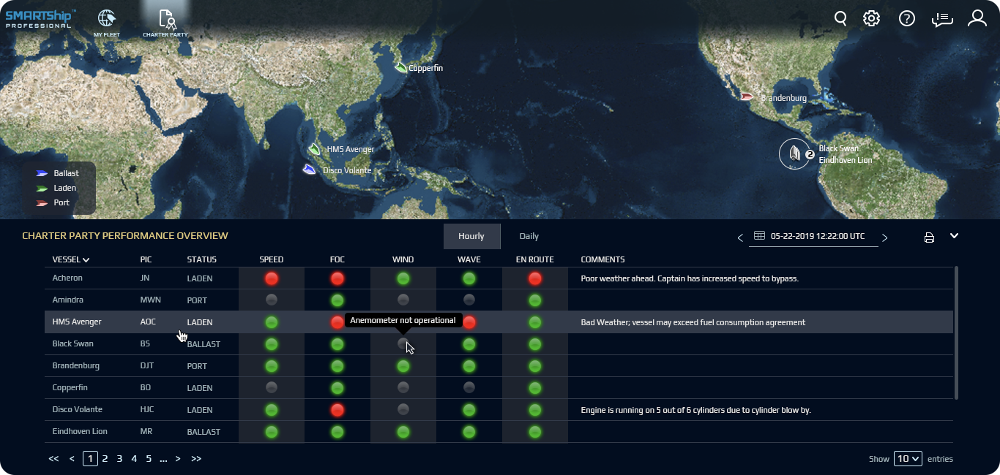 SMARTShip™
PROFESSIONAL
MY FLEET
CHARTER PARTY
Copperfin
Brandenburg
HMS Avenger
Disco Volante
2
Black Swan
Eindhoven Lion
Ballast
Laden
Port
CHARTER PARTY PERFORMANCE OVERVIEW
Hourly
Daily
< 05-22-2019 12:22:00 UTC >
VESSEL PIC STATUS SPEED FOC WIND WAVE EN ROUTE COMMENTS
Acheron JN LADEN Poor weather ahead. Captain has increased speed to bypass.
Amindra MWN PORT
HMS Avenger AOC LADEN Bad Weather; vessel may exceed fuel consumption agreement
Anemometer not operational
Black Swan BS BALLAST
Brandenburg DJT PORT
Copperfin BO LADEN
Disco Volante HJC LADEN Engine is running on 5 out of 6 cylinders due to cylinder blow by.
Eindhoven Lion MR BALLAST
<< < 1 2 3 4 5 ... > >>
Show 10 entries